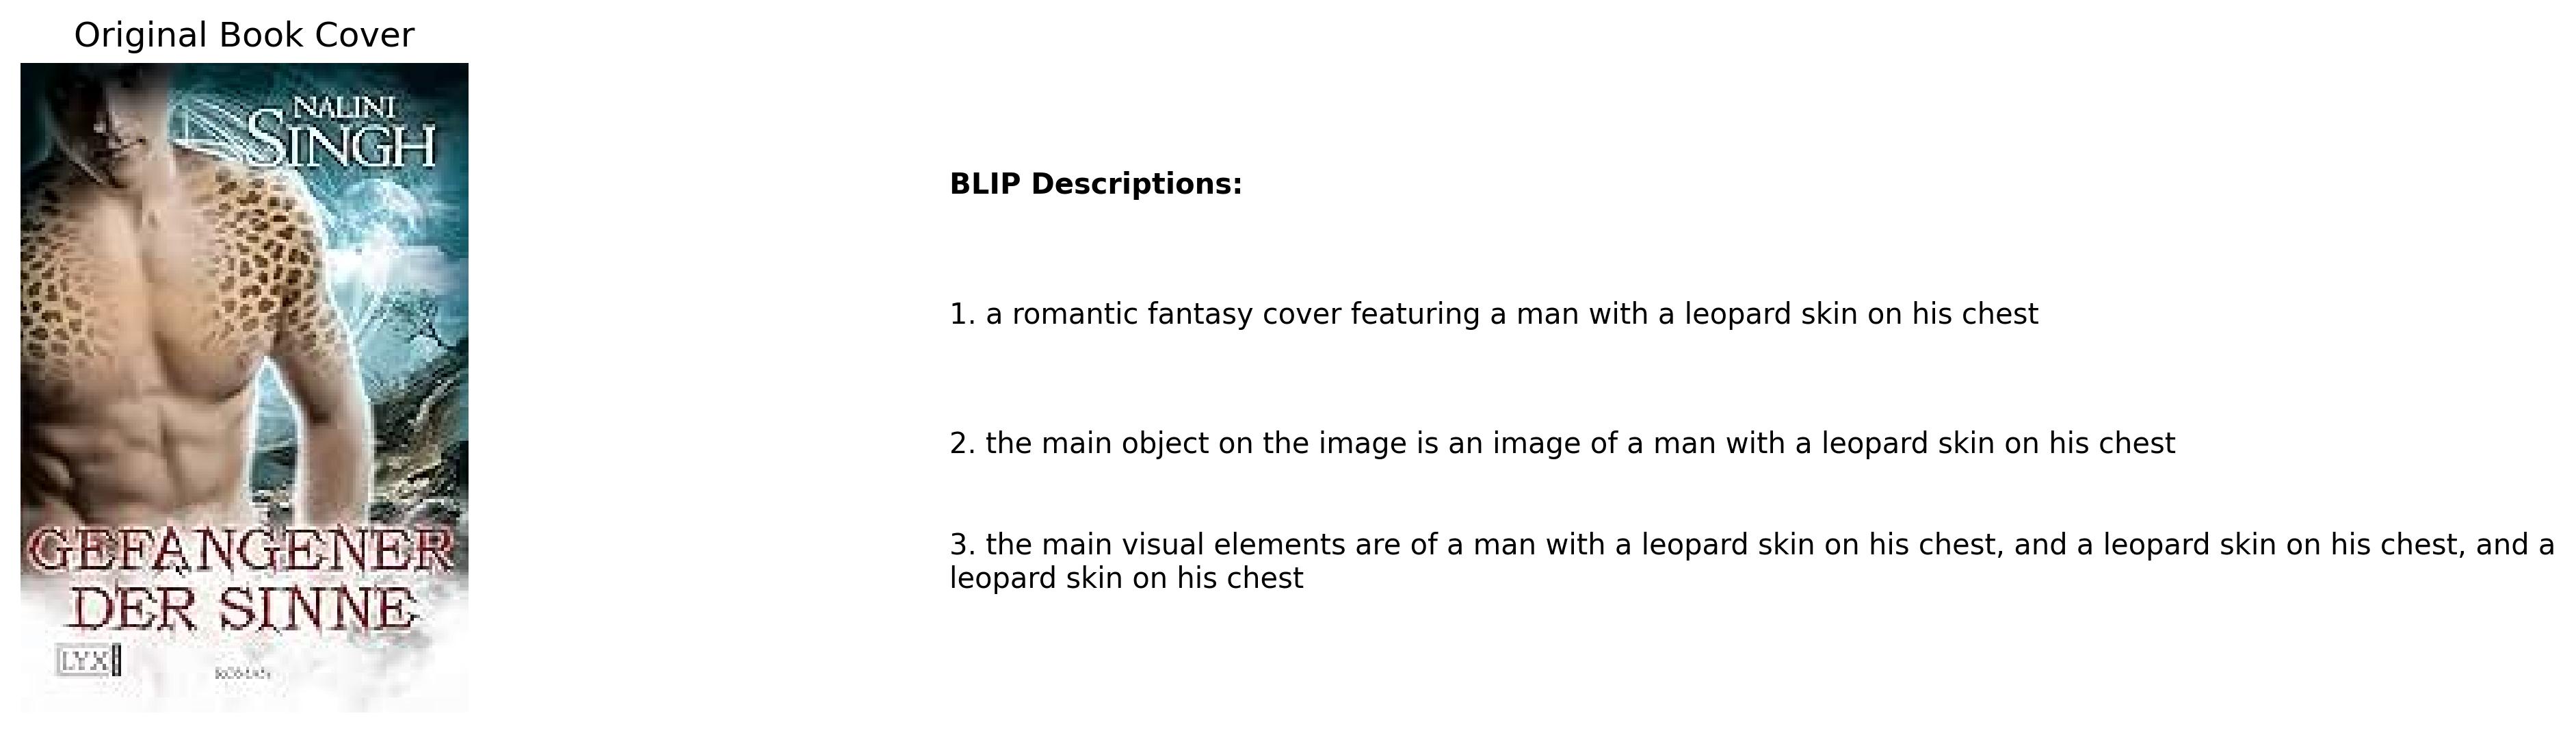 Original Book Cover
NALINI
SINGH
GEFANGENER
DER SINNE
LYX
ROMAN
BLIP Descriptions:
1. a romantic fantasy cover featuring a man with a leopard skin on his chest
2. the main object on the image is an image of a man with a leopard skin on his chest
3. the main visual elements are of a man with a leopard skin on his chest, and a leopard skin on his chest, and a
leopard skin on his chest